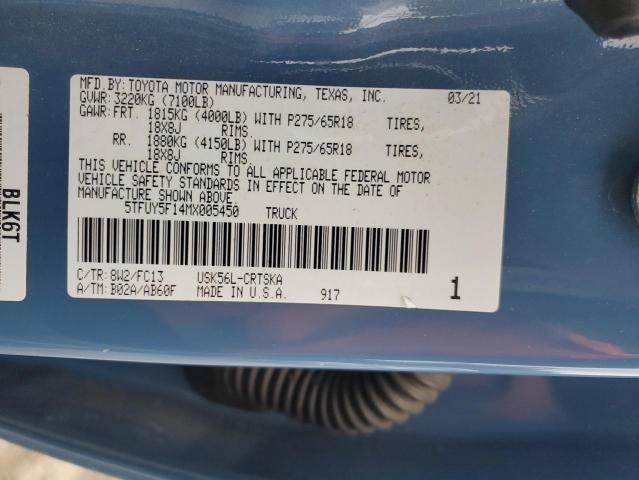 MFD.BY:TOYOTA MOTOR MANUFACTURING, TEXAS, INC. 03/21
GVWR: 3220KG (7100LB)
GAWR: FRT. 1815KG (4000LB) WITH P275/65R18 TIRES,
18X8J RIMS.
RR. 1880KG (4150LB) WITH P275/65R18 TIRES,
18X8J RIMS.
THIS VEHICLE CONFORMS TO ALL APPLICABLE FEDERAL MOTOR
VEHICLE SAFETY STANDARDS IN EFFECT ON THE DATE OF
MANUFACTURE SHOWN ABOVE.
5TFUY5F14MX005450 TRUCK
C/TR: 8W2/FC13 USK56L-CRTSKA
A/TM: B02A/AB60F MADE IN U.S.A. 917 1
BLK6T